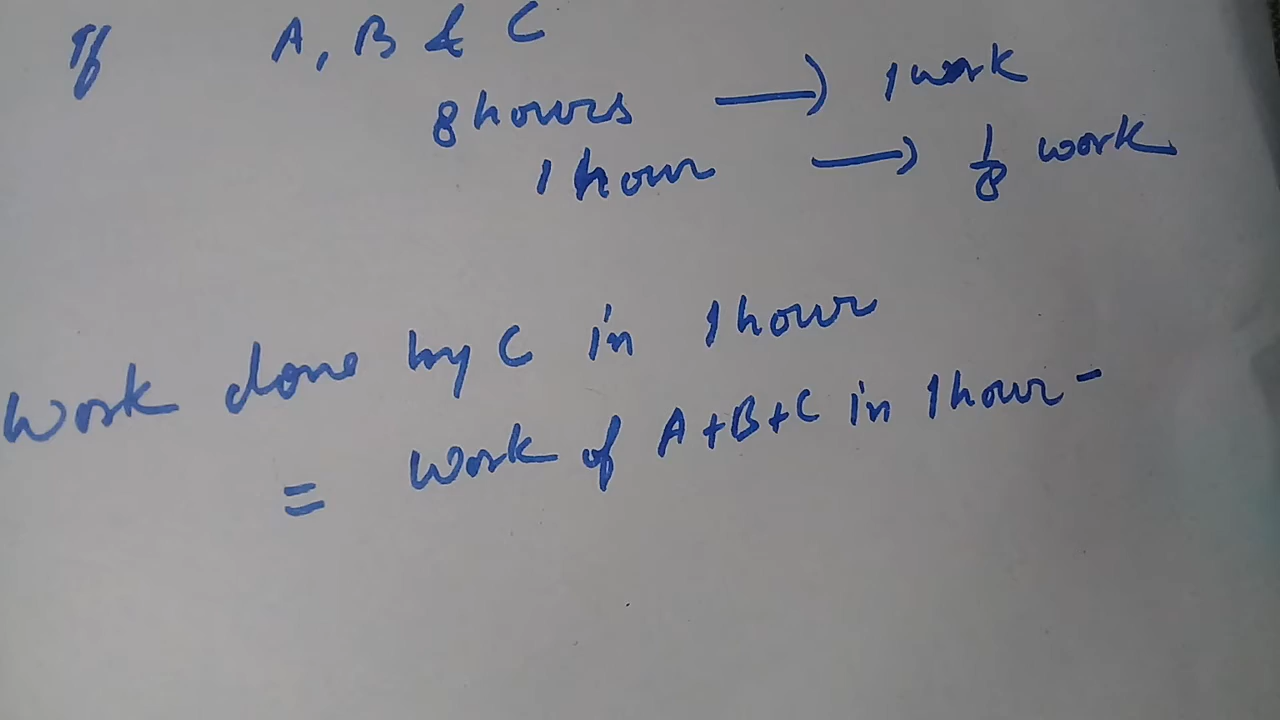 If A, B & C
8 hours → 1 work
1 hour → 1/8 work
Work done by C in 1 hour
= Work of A+B+C in 1 hour -